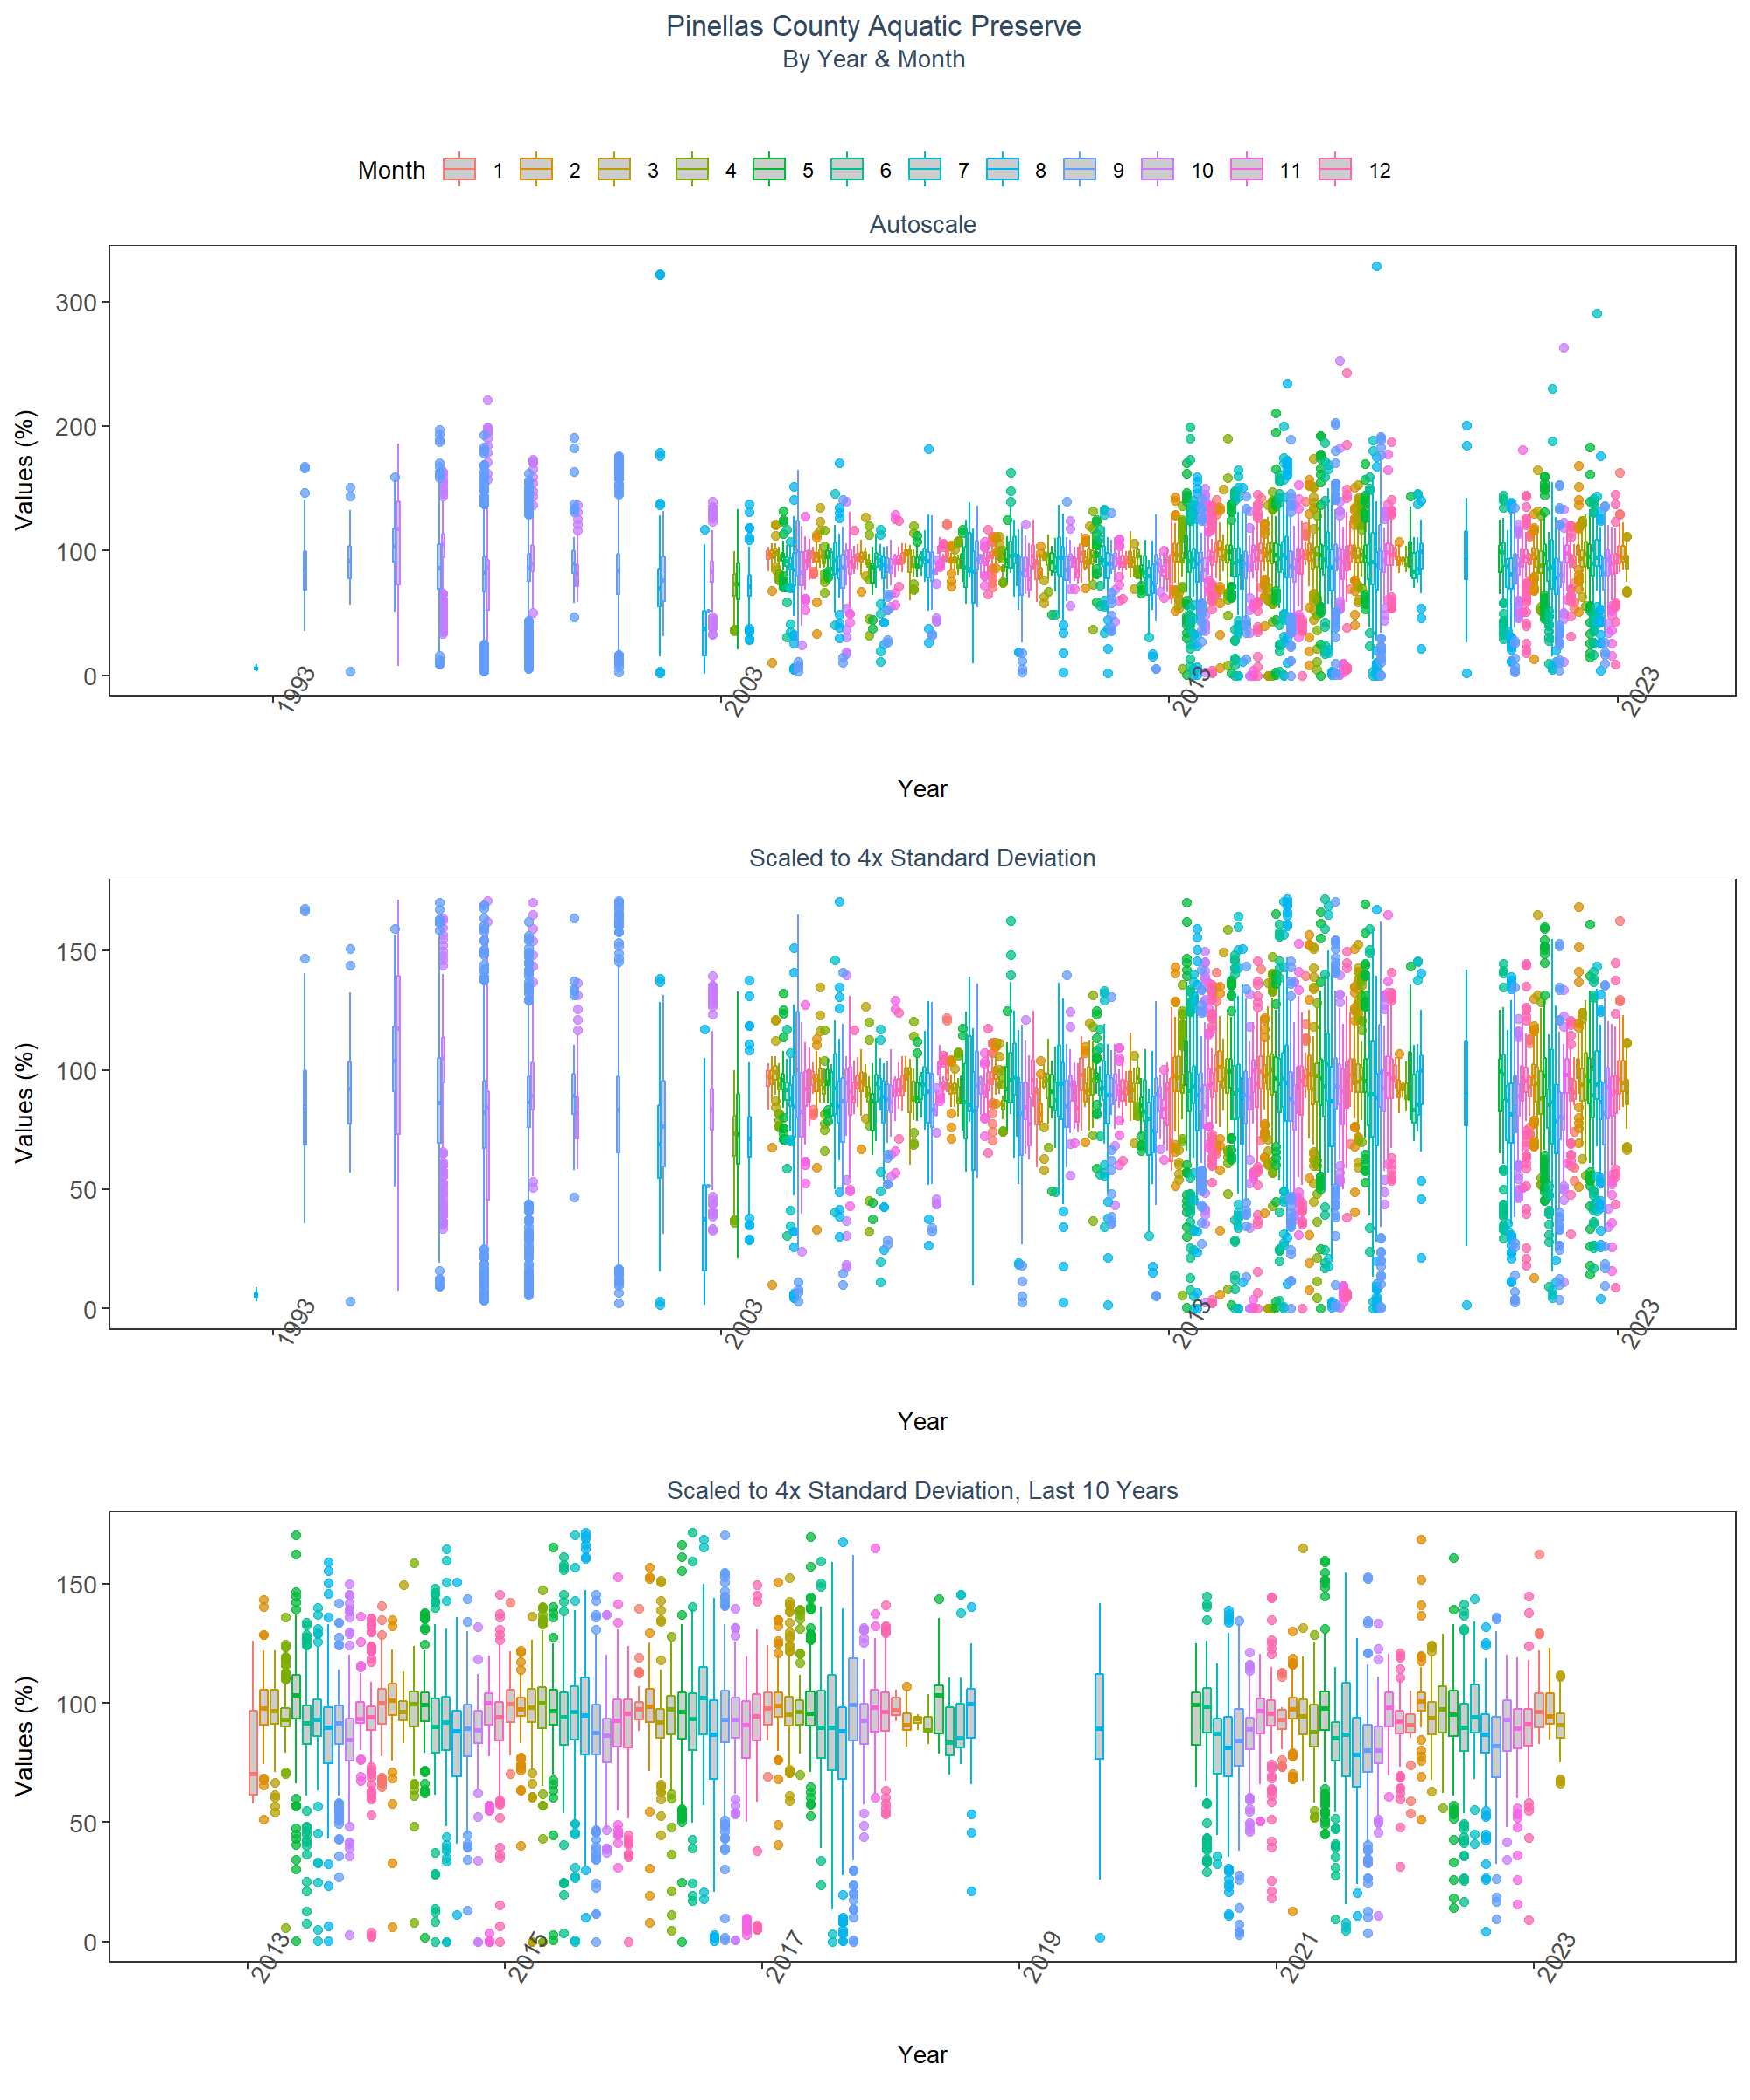 Pinellas County Aquatic Preserve
By Year & Month
Month 1 2 3 4 5 6 7 8 9 10 11 12
Autoscale
Values (%)
300
200
100
0
1993 2003 2013 2023
Year
Scaled to 4x Standard Deviation
Values (%)
150
100
50
0
1993 2003 2013 2023
Year
Scaled to 4x Standard Deviation, Last 10 Years
Values (%)
150
100
50
0
2013 2015 2017 2019 2021 2023
Year